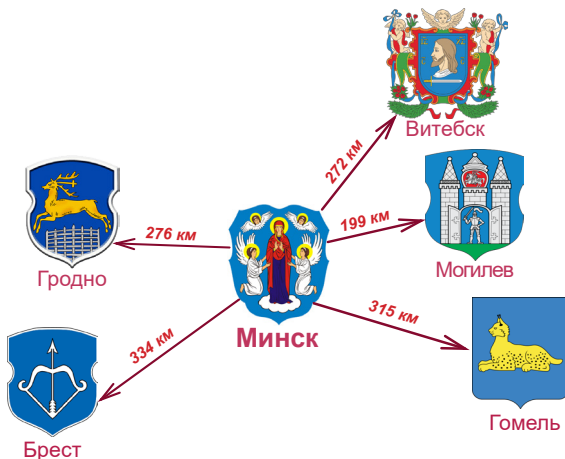 Витебск
272 км
199 км
276 км
Могилев
Гродно
315 км
Минск
334 км
Гомель
Брест